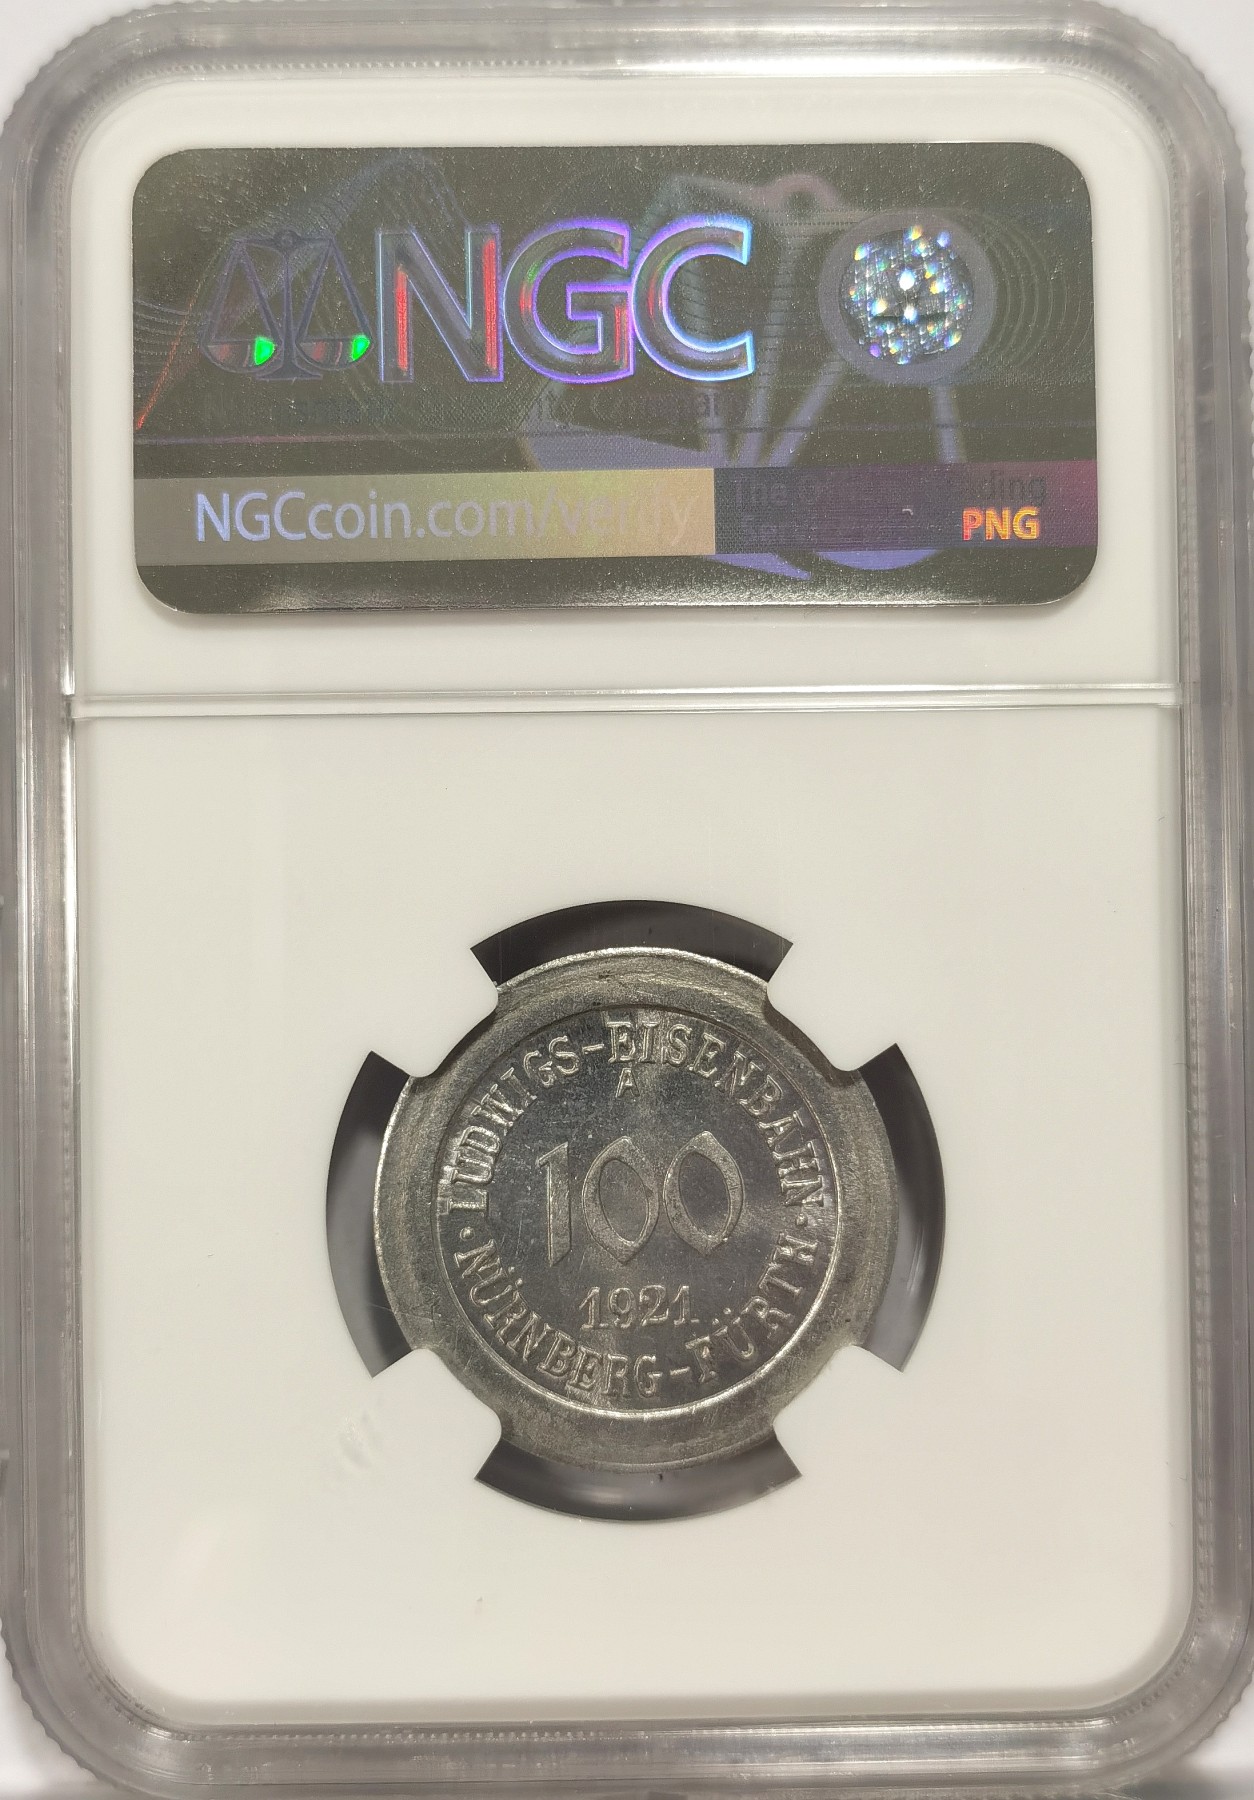 NGC
NGCcoin.com/verify
PNG
·LUDWIGS-EISENBAHN·
A
100
1921
NÜRNBERG-FÜRTH